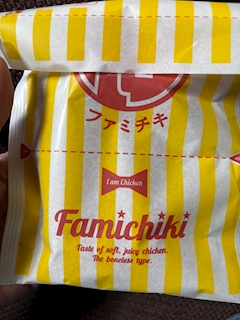 ファミチキ
I am Chicken
Famichiki
Taste of soft, juicy chicken.
The boneless type.